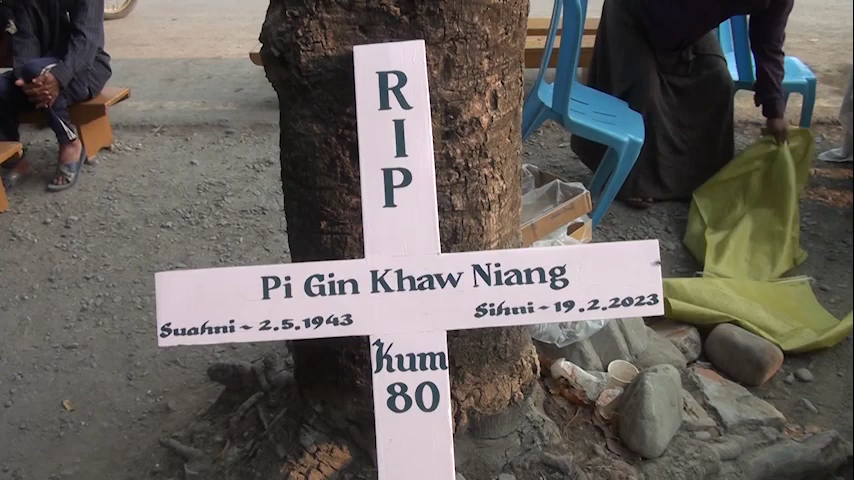 RIP
Pi Gin Khaw Niang
Suahni ~ 2.5.1943
Sihni ~ 19.2.2023
Kum
80